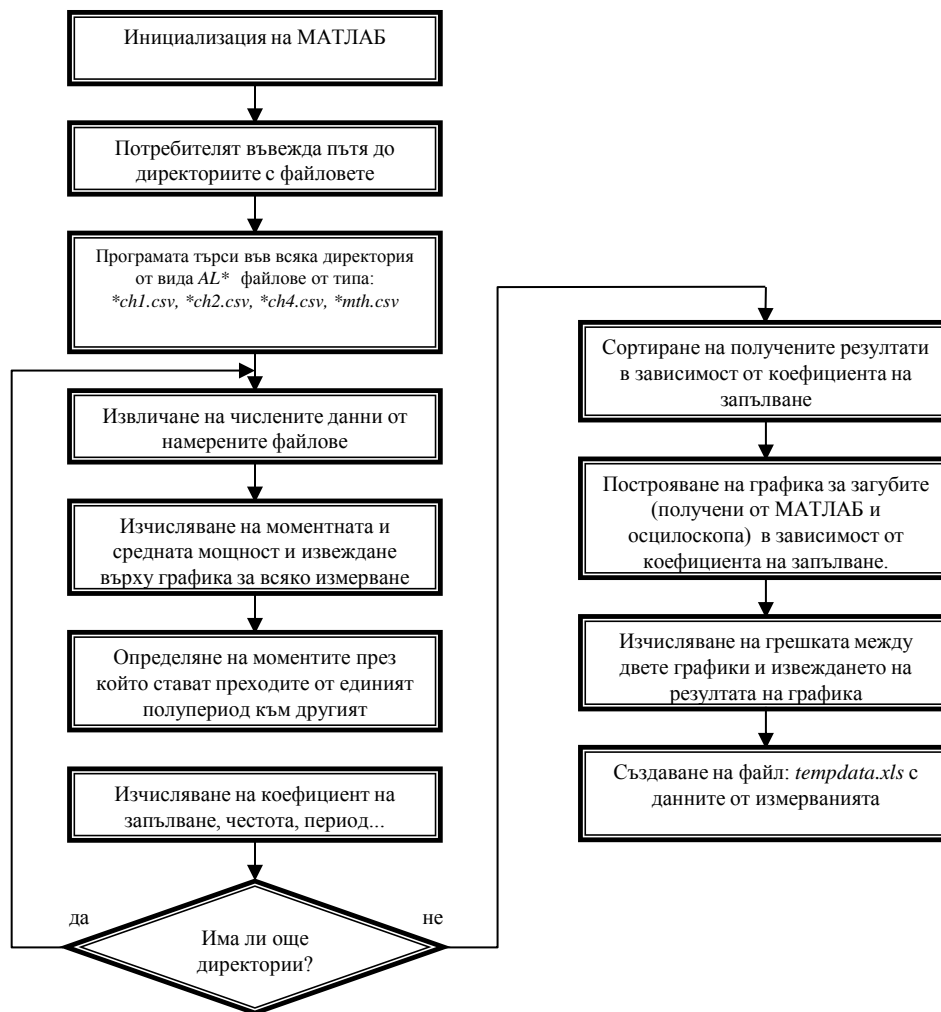 Инициализация на МАТЛАБ
Потребителят въвежда пътя до
директориите с файловете
Програмата търси във всяка директория
от вида AL* файлове от типа:
*ch1.csv, *ch2.csv, *ch4.csv, *mth.csv
Извличане на числените данни от
намерените файлове
Изчисляване на моментната и
средната мощност и извеждане
върху графика за всяко измерване
Определяне на моментите през
който стават преходите от единият
полупериод към другият
Изчисляване на коефициент на
запълване, честота, период...
да
не
Има ли още
директории?
Сортиране на получените резултати
в зависимост от коефициента на
запълване
Построяване на графика за загубите
(получени от МАТЛАБ и
осцилоскопа) в зависимост от
коефициента на запълване.
Изчисляване на грешката между
двете графики и извеждането на
резултата на графика
Създаване на файл: tempdata.xls с
данните от измерванията